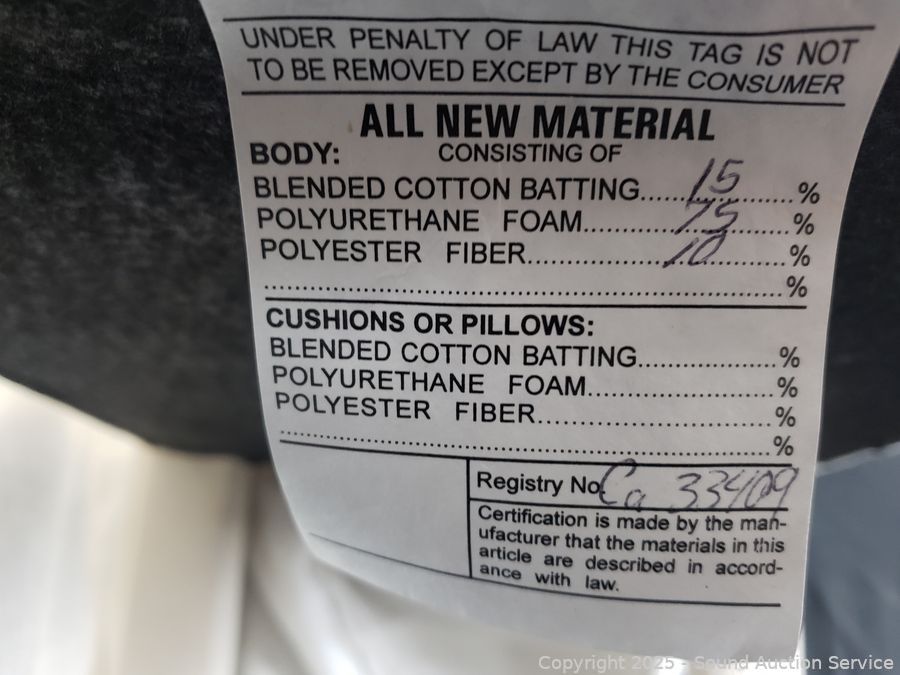 UNDER PENALTY OF LAW THIS TAG IS NOT
TO BE REMOVED EXCEPT BY THE CONSUMER
ALL NEW MATERIAL
BODY: CONSISTING OF
BLENDED COTTON BATTING.....15.....%
POLYURETHANE FOAM.....75.....%
POLYESTER FIBER.....10.....%
.....%
CUSHIONS OR PILLOWS:
BLENDED COTTON BATTING.....%
POLYURETHANE FOAM.....%
POLYESTER FIBER.....%
.....%
Registry No. Ca 33409
Certification is made by the man-
ufacturer that the materials in this
article are described in accord-
ance with law.
Copyright 2025 - Sound Auction Service